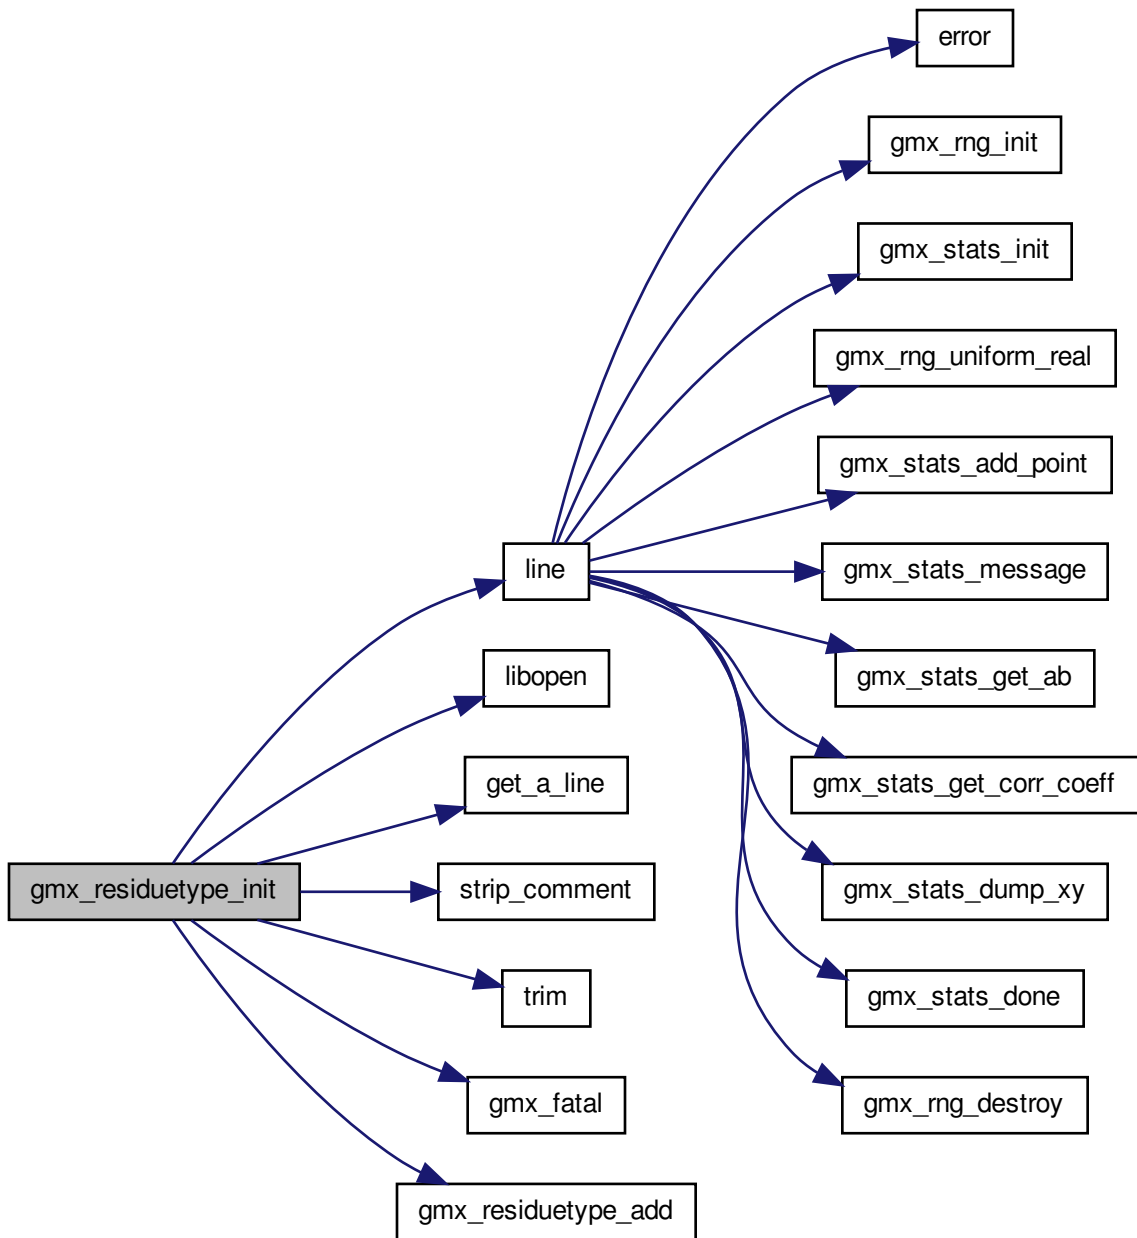 error
gmx_rng_init
gmx_stats_init
gmx_rng_uniform_real
gmx_stats_add_point
line
gmx_stats_message
libopen
gmx_stats_get_ab
get_a_line
gmx_stats_get_corr_coeff
gmx_residuetype_init
strip_comment
gmx_stats_dump_xy
trim
gmx_stats_done
gmx_fatal
gmx_rng_destroy
gmx_residuetype_add